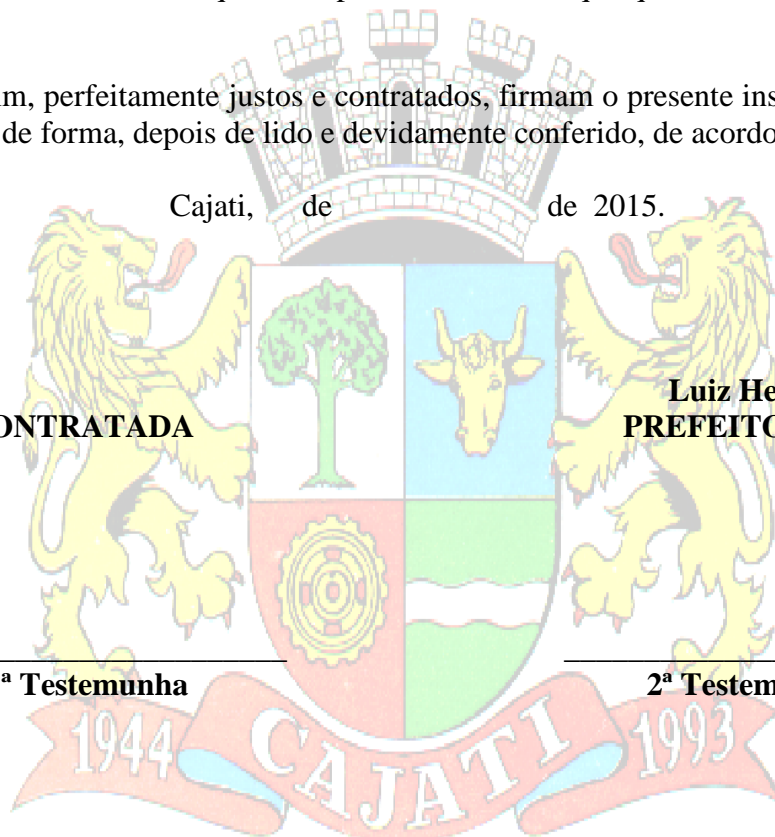 im, perfeitamente justos e contratados, firmam o presente ins
de forma, depois de lido e devidamente conferido, de acordo
Cajati, de de 2015.
Luiz He
ONTRATADA PREFEITO
ª Testemunha 2ª Testem
1944 CAJATI 1993